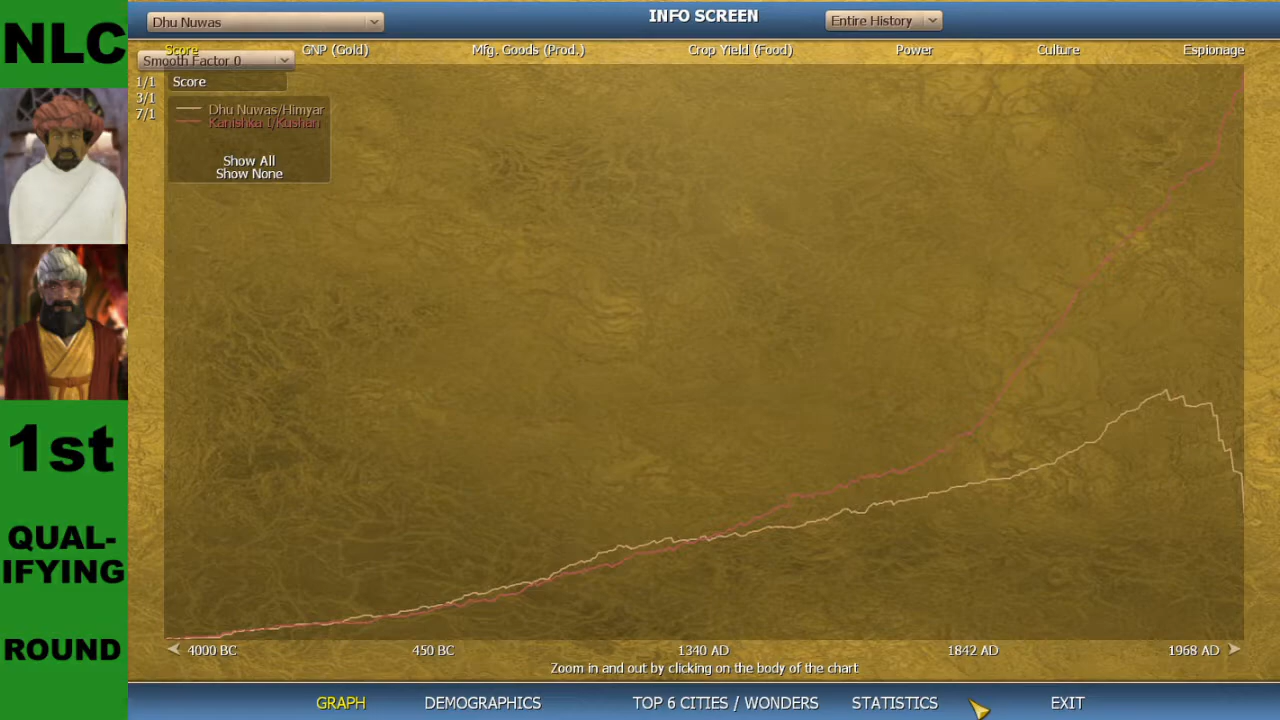 NLC
Dhu Nuwas
INFO SCREEN
Entire History
Score
GNP (Gold)
Mfg. Goods (Prod.)
Crop Yield (Food)
Power
Culture
Espionage
Smooth Factor 0
1/1
3/1
7/1
Score
Dhu Nuwas/Himyar
Kanishka I/Kushan
Show All
Show None
1st
QUAL-
IFYING
ROUND
4000 BC
450 BC
1340 AD
1842 AD
1968 AD
Zoom in and out by clicking on the body of the chart
GRAPH
DEMOGRAPHICS
TOP 6 CITIES / WONDERS
STATISTICS
EXIT